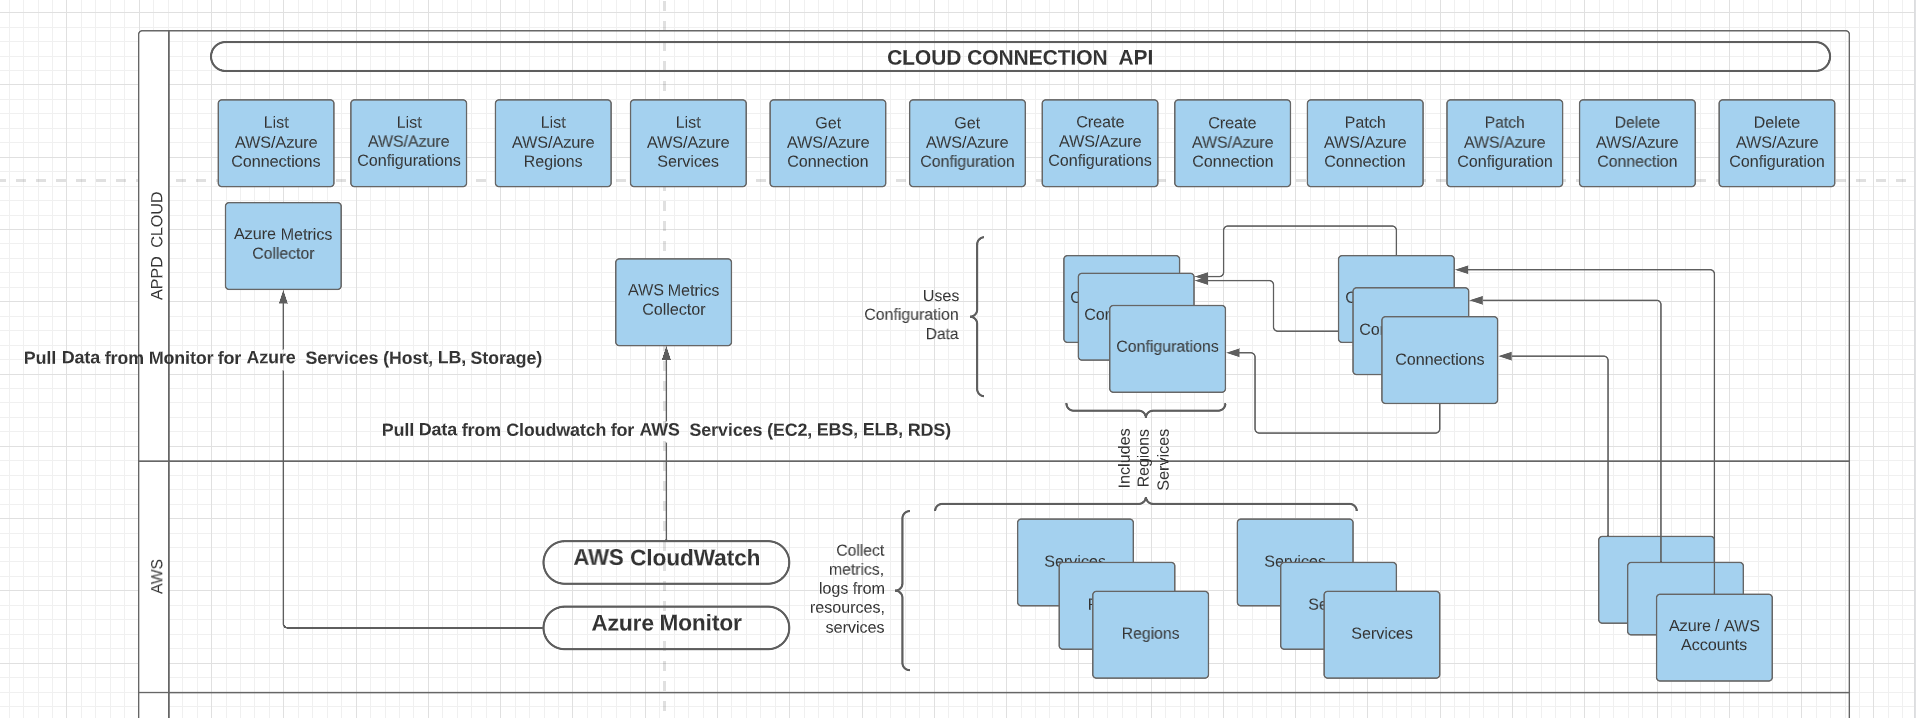 CLOUD CONNECTION API
List
AWS/Azure
Connections
List
AWS/Azure
Configurations
List
AWS/Azure
Regions
List
AWS/Azure
Services
Get
AWS/Azure
Connection
Get
AWS/Azure
Configuration
Create
AWS/Azure
Configurations
Create
AWS/Azure
Connection
Patch
AWS/Azure
Connection
Patch
AWS/Azure
Configuration
Delete
AWS/Azure
Connection
Delete
AWS/Azure
Configuration
APPD CLOUD
Azure Metrics
Collector
AWS Metrics
Collector
Uses
Configuration
Data
Configurations
Connections
Pull Data from Monitor for Azure Services (Host, LB, Storage)
Pull Data from Cloudwatch for AWS Services (EC2, EBS, ELB, RDS)
Includes
Regions
Services
AWS
AWS CloudWatch
Azure Monitor
Collect
metrics,
logs from
resources,
services
Services
Regions
Services
Services
Azure / AWS
Accounts